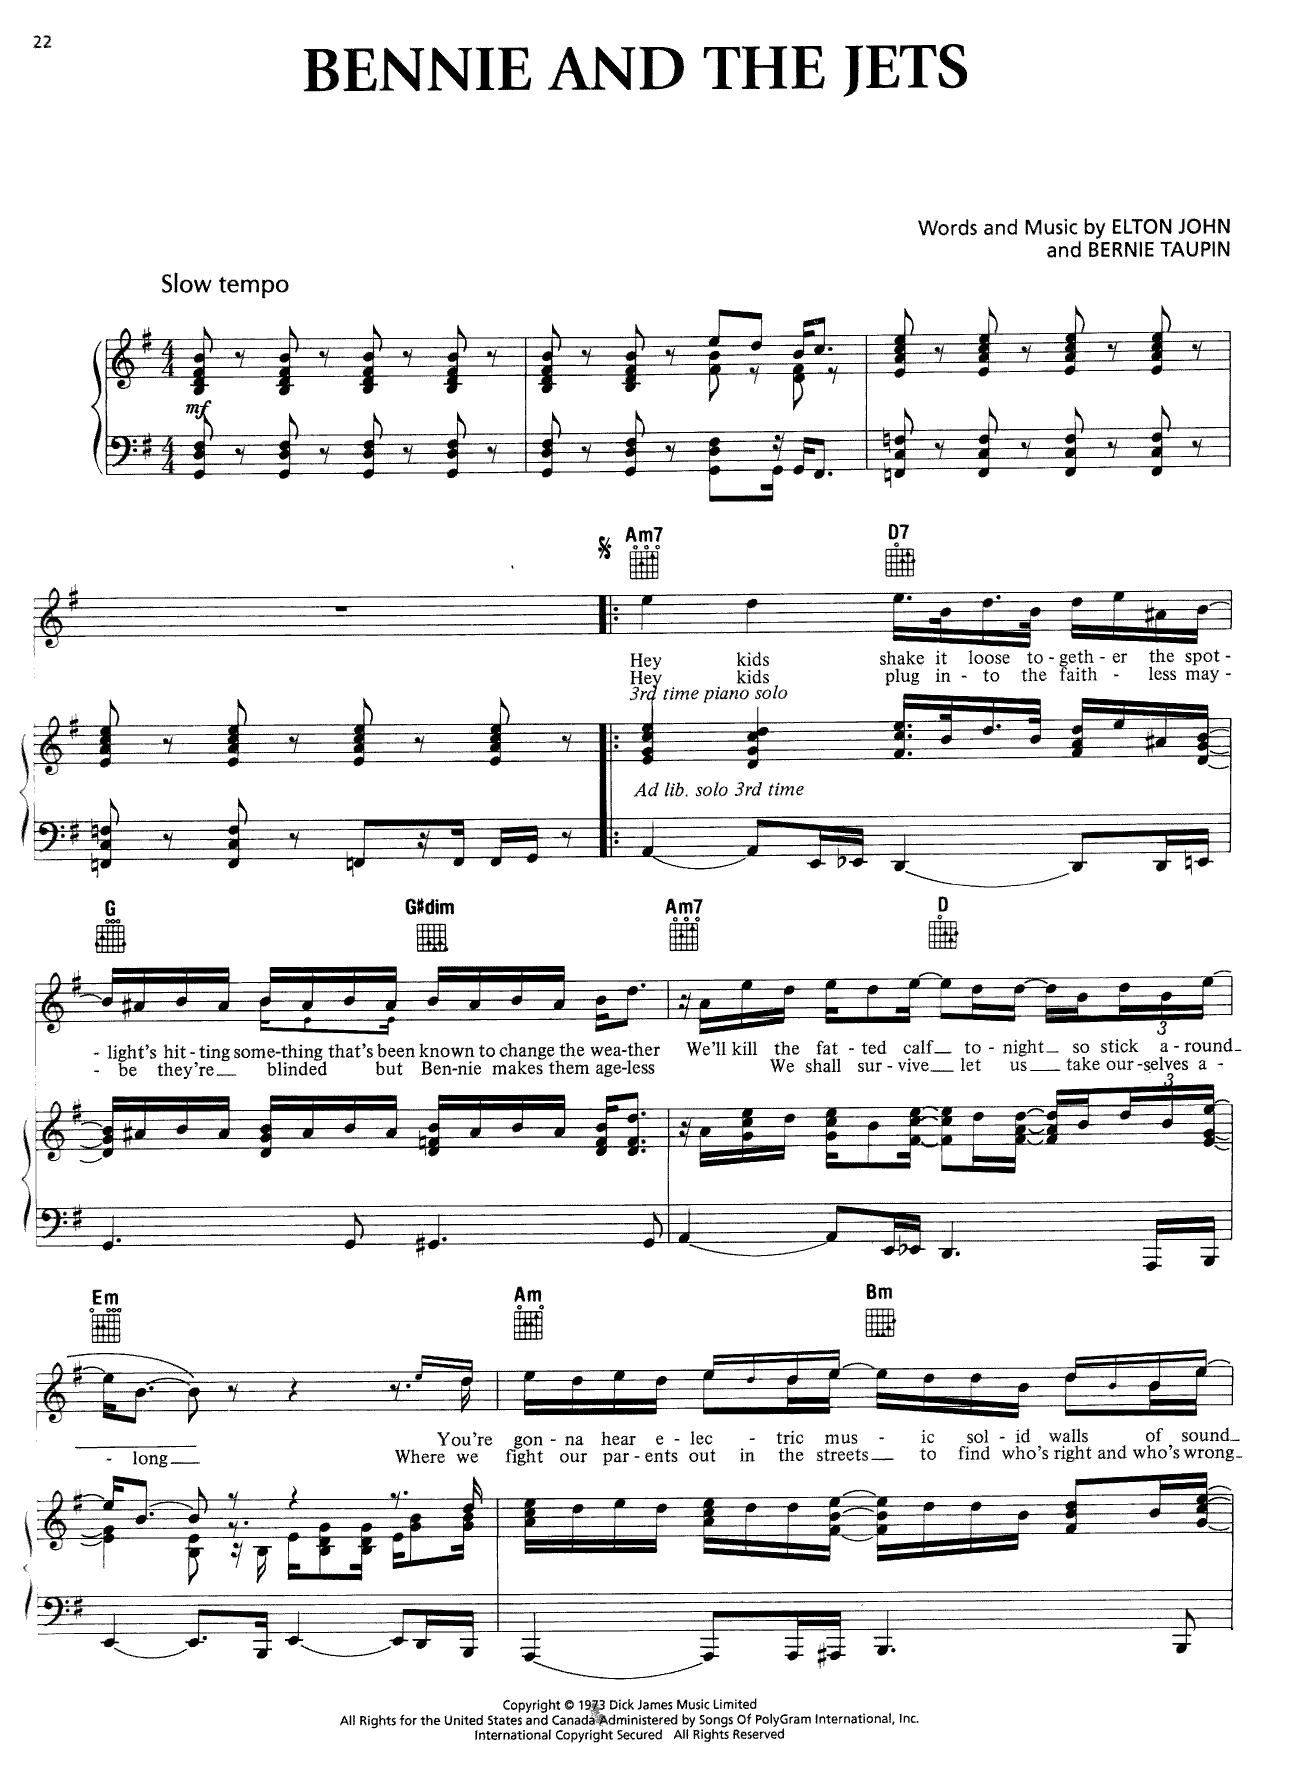 22
BENNIE AND THE JETS
Words and Music by ELTON JOHN
and BERNIE TAUPIN
Slow tempo
mf
Am7 D7
Hey kids shake it loose to - geth - er the spot -
Hey kids plug in - to the faith - less may -
3rd time piano solo
Ad lib. solo 3rd time
G G#dim Am7 D
3
- light's hit - ting some-thing that's been known to change the wea-ther We'll kill the fat - ted calf to - night so stick a - round
- be they're blinded but Ben-nie makes them age-less We shall sur - vive let us take our-selves a -
3
Em Am Bm
You're gon - na hear e - lec - tric mus - ic sol - id walls of sound
- long Where we fight our par - ents out in the streets to find who's right and who's wrong
Copyright © 1973 Dick James Music Limited
All Rights for the United States and Canada Administered by Songs Of PolyGram International, Inc.
International Copyright Secured All Rights Reserved